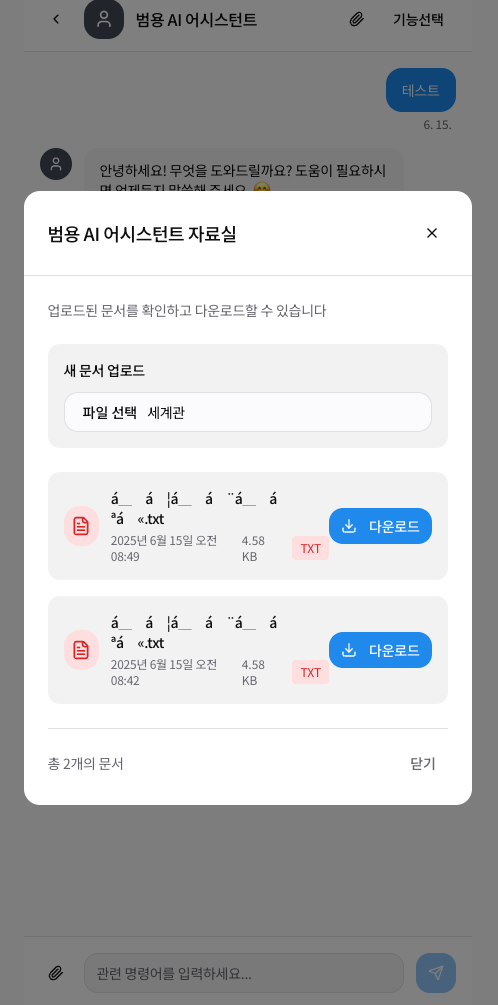 범용 AI 어시스턴트
기능선택
테스트
6. 15.
안녕하세요! 무엇을 도와드릴까요? 도움이 필요하시
면 언제든지 말씀해 주세요. 😊
범용 AI 어시스턴트 자료실
업로드된 문서를 확인하고 다운로드할 수 있습니다
새 문서 업로드
파일 선택 세계관
á__ á ¦á__ á ¨á__ á
ªá «.txt
2025년 6월 15일 오전 08:49
4.58 KB
TXT
다운로드
á__ á ¦á__ á ¨á__ á
ªá «.txt
2025년 6월 15일 오전 08:42
4.58 KB
TXT
다운로드
총 2개의 문서
닫기
관련 명령어를 입력하세요...